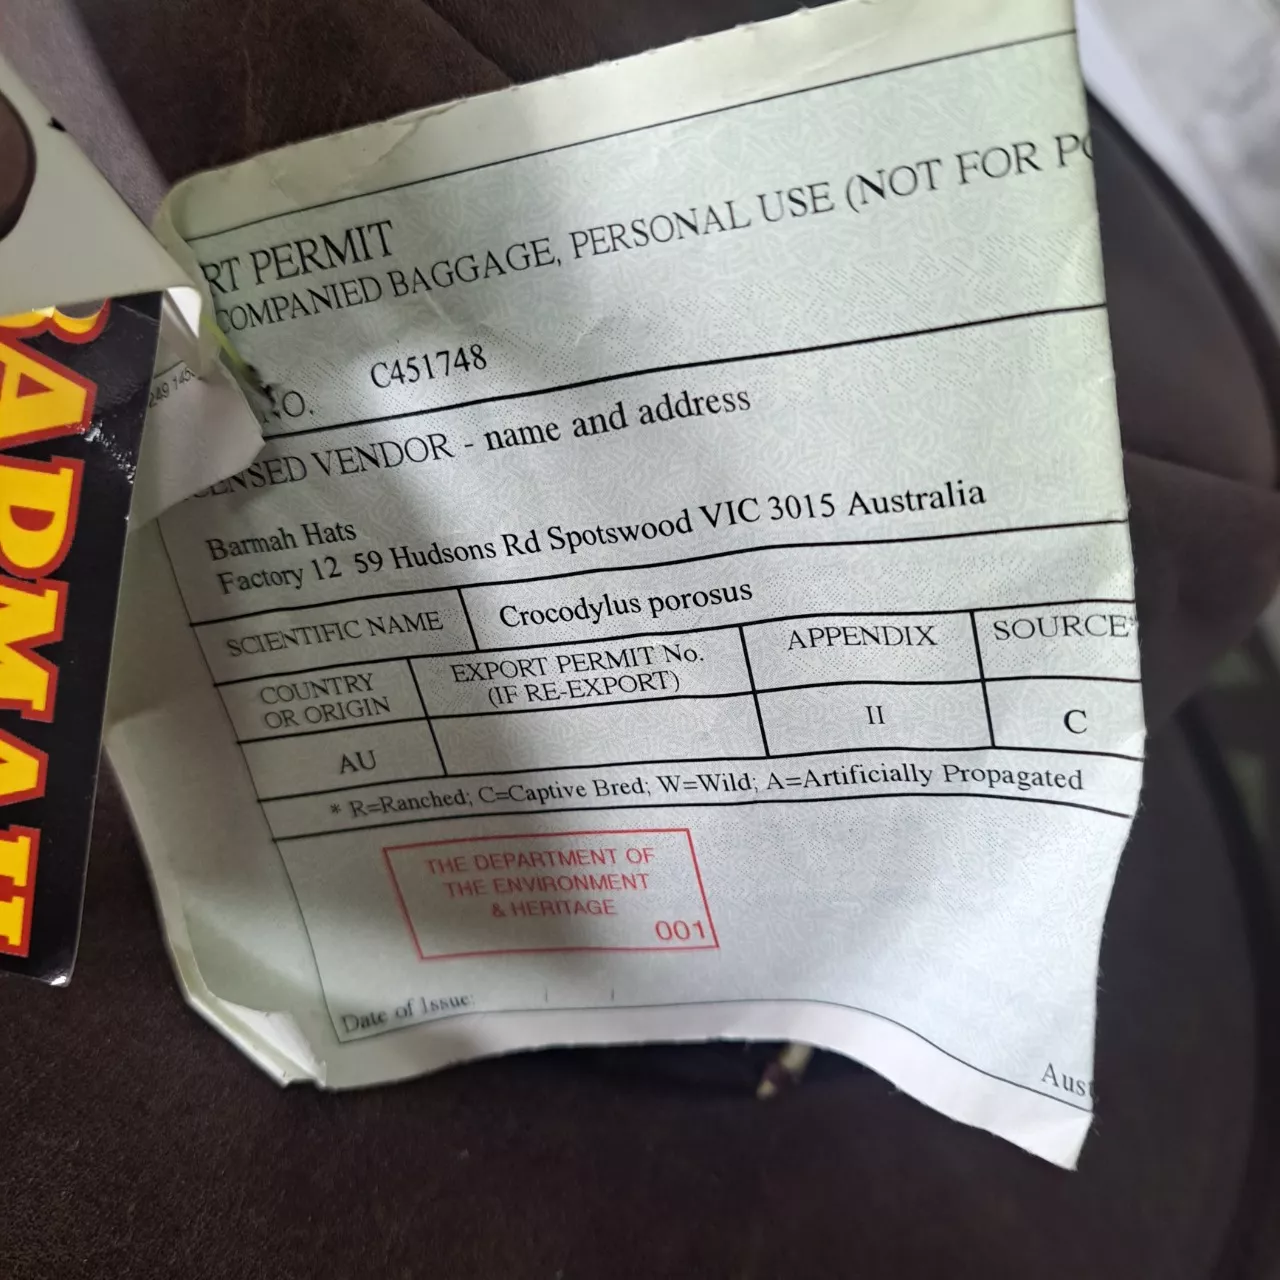 RT PERMIT
COMPANIED BAGGAGE, PERSONAL USE (NOT FOR PO
NO. C451748
ENSED VENDOR - name and address
Barmah Hats
Factory 12 59 Hudsons Rd Spotswood VIC 3015 Australia
SCIENTIFIC NAME Crocodylus porosus
COUNTRY OR ORIGIN EXPORT PERMIT No. (IF RE-EXPORT) APPENDIX SOURCE*
AU II C
* R=Ranched; C=Captive Bred; W=Wild; A=Artificially Propagated
THE DEPARTMENT OF
THE ENVIRONMENT
& HERITAGE
001
Date of Issue: / /
Aust
BARMAH